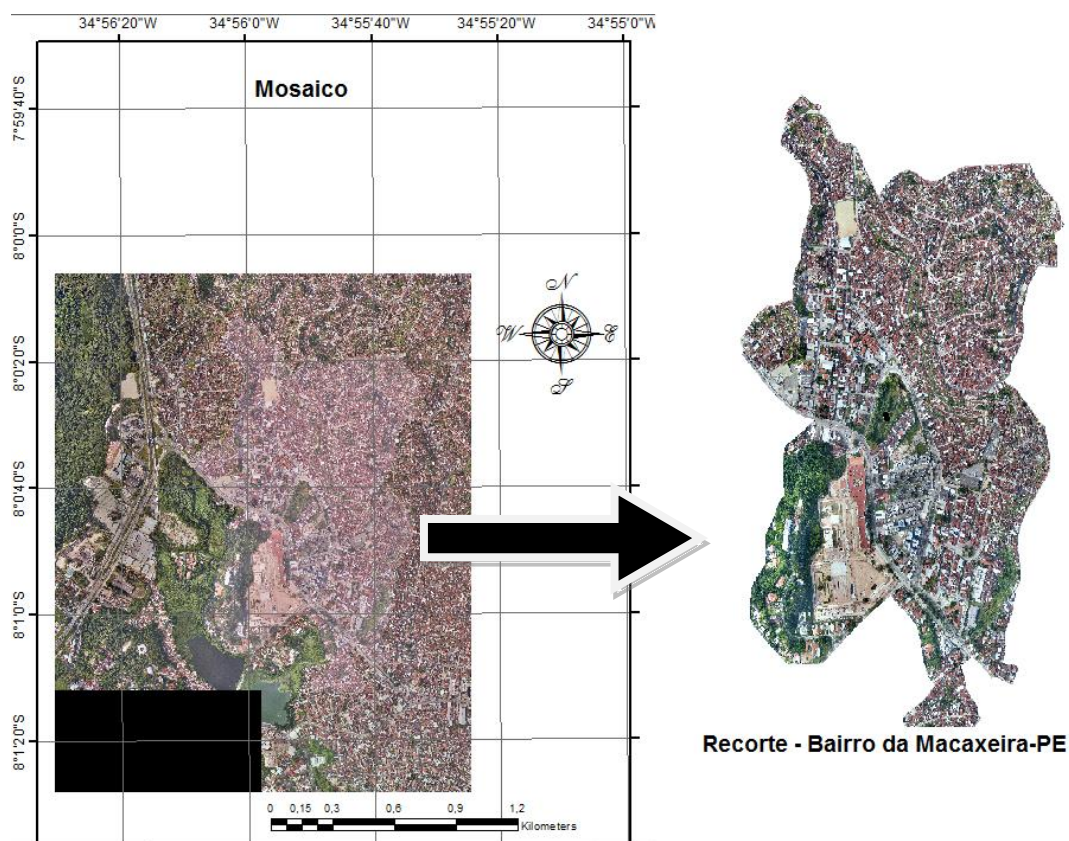 34°56'20"W 34°56'0"W 34°55'40"W 34°55'20"W 34°55'0"W
Mosaico
7°59'40"S
8°0'0"S
N
W E
S
8°0'20"S
8°0'40"S
8°1'0"S
8°1'20"S
Recorte - Bairro da Macaxeira-PE
0 0,15 0,3 0,6 0,9 1,2
Kilometers